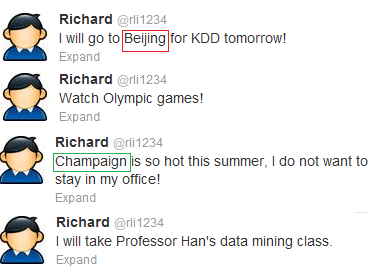 Richard @rli1234
I will go to Beijing for KDD tomorrow!
Expand
Richard @rli1234
Watch Olympic games!
Expand
Richard @rli1234
Champaign is so hot this summer, I do not want to
stay in my office!
Expand
Richard @rli1234
I will take Professor Han's data mining class.
Expand